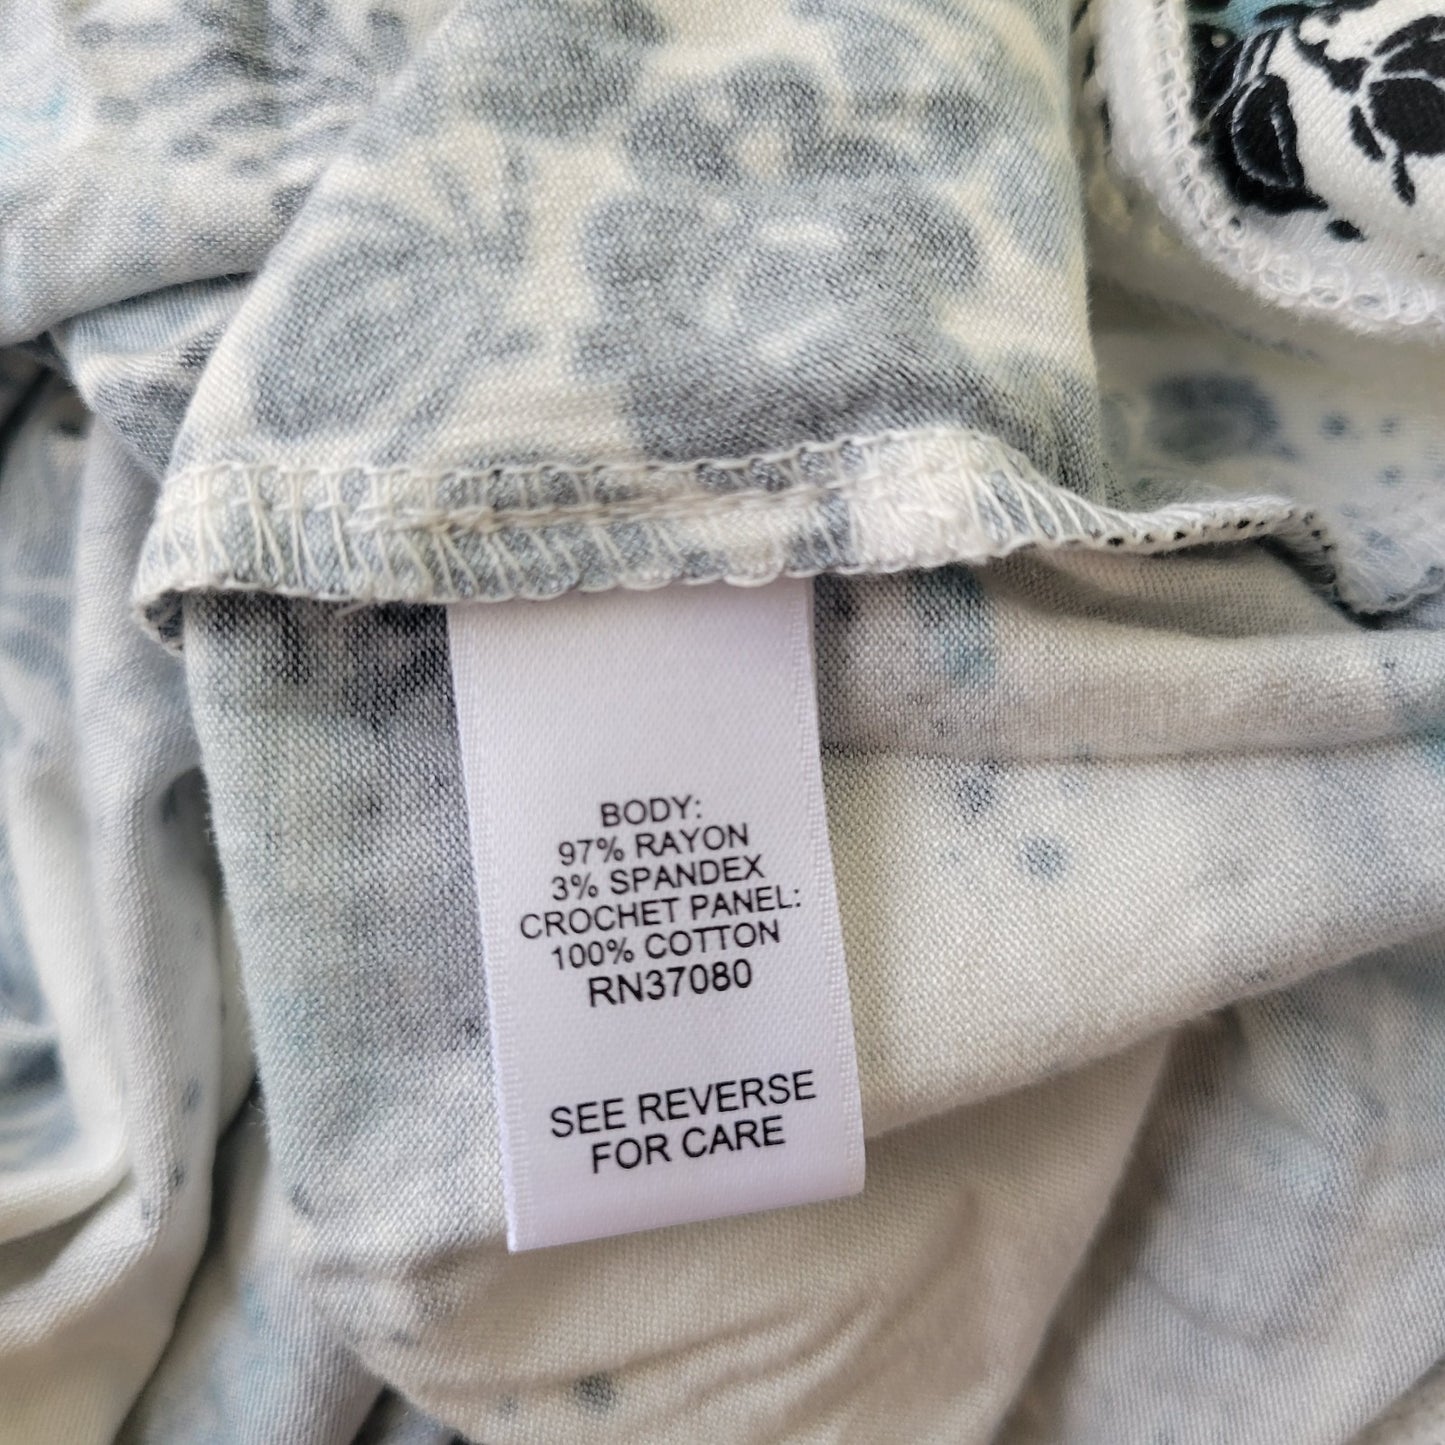 BODY:
97% RAYON
3% SPANDEX
CROCHET PANEL:
100% COTTON
RN37080
SEE REVERSE
FOR CARE